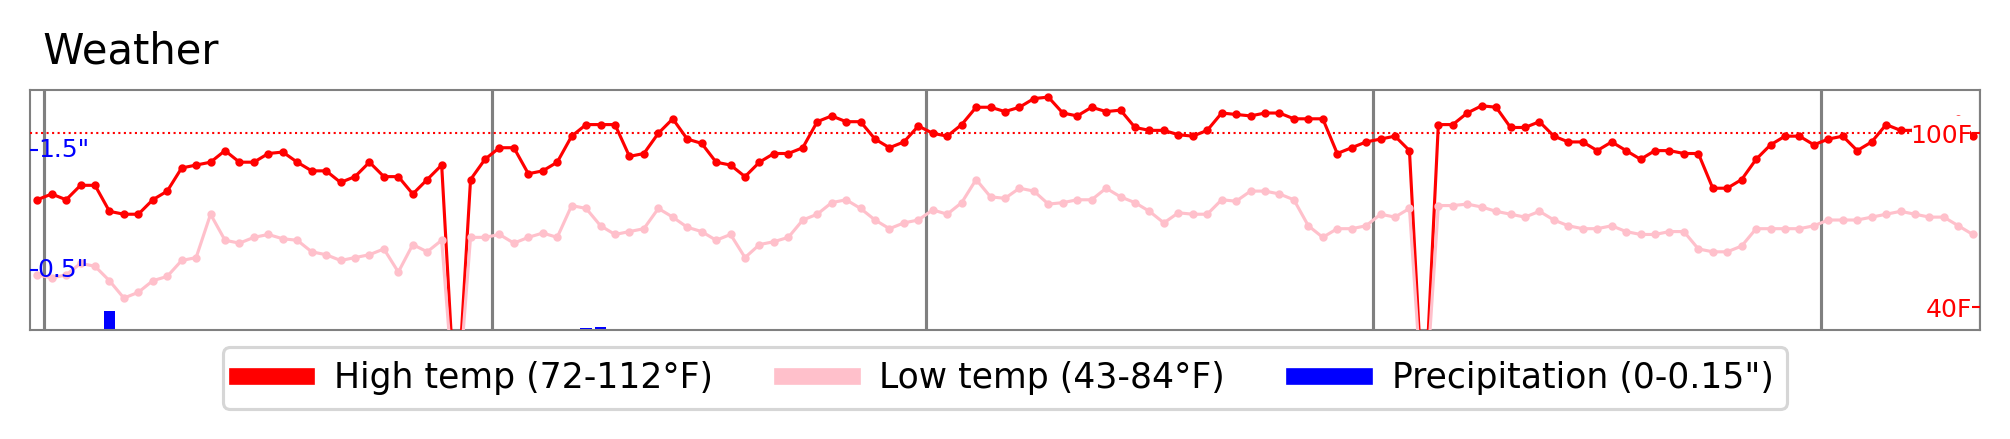 Weather
1.5"
100F
0.5"
40F
High temp (72-112°F)
Low temp (43-84°F)
Precipitation (0-0.15")